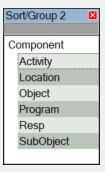 Sort/Group 2
Component
Activity
Location
Object
Program
Resp
SubObject